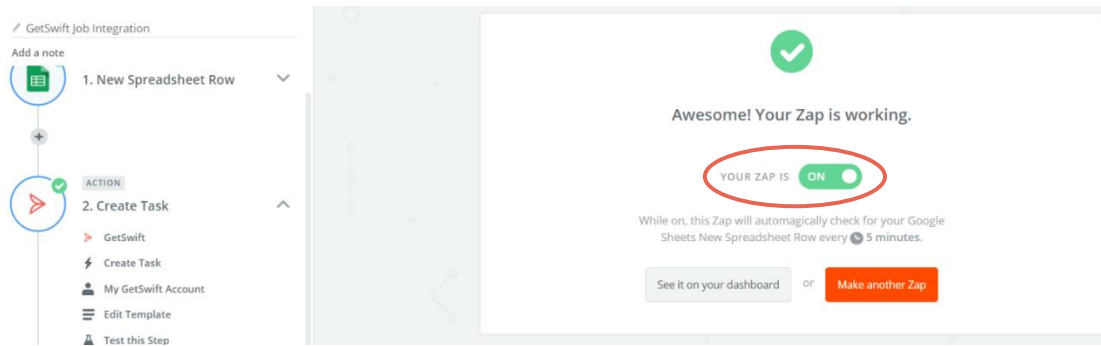 GetSwift Job Integration
Add a note
1. New Spreadsheet Row
ACTION
2. Create Task
GetSwift
Create Task
My GetSwift Account
Edit Template
Test this Step
Awesome! Your Zap is working.
YOUR ZAP IS ON
While on, this Zap will automagically check for your Google
Sheets New Spreadsheet Row every 5 minutes.
See it on your dashboard or Make another Zap